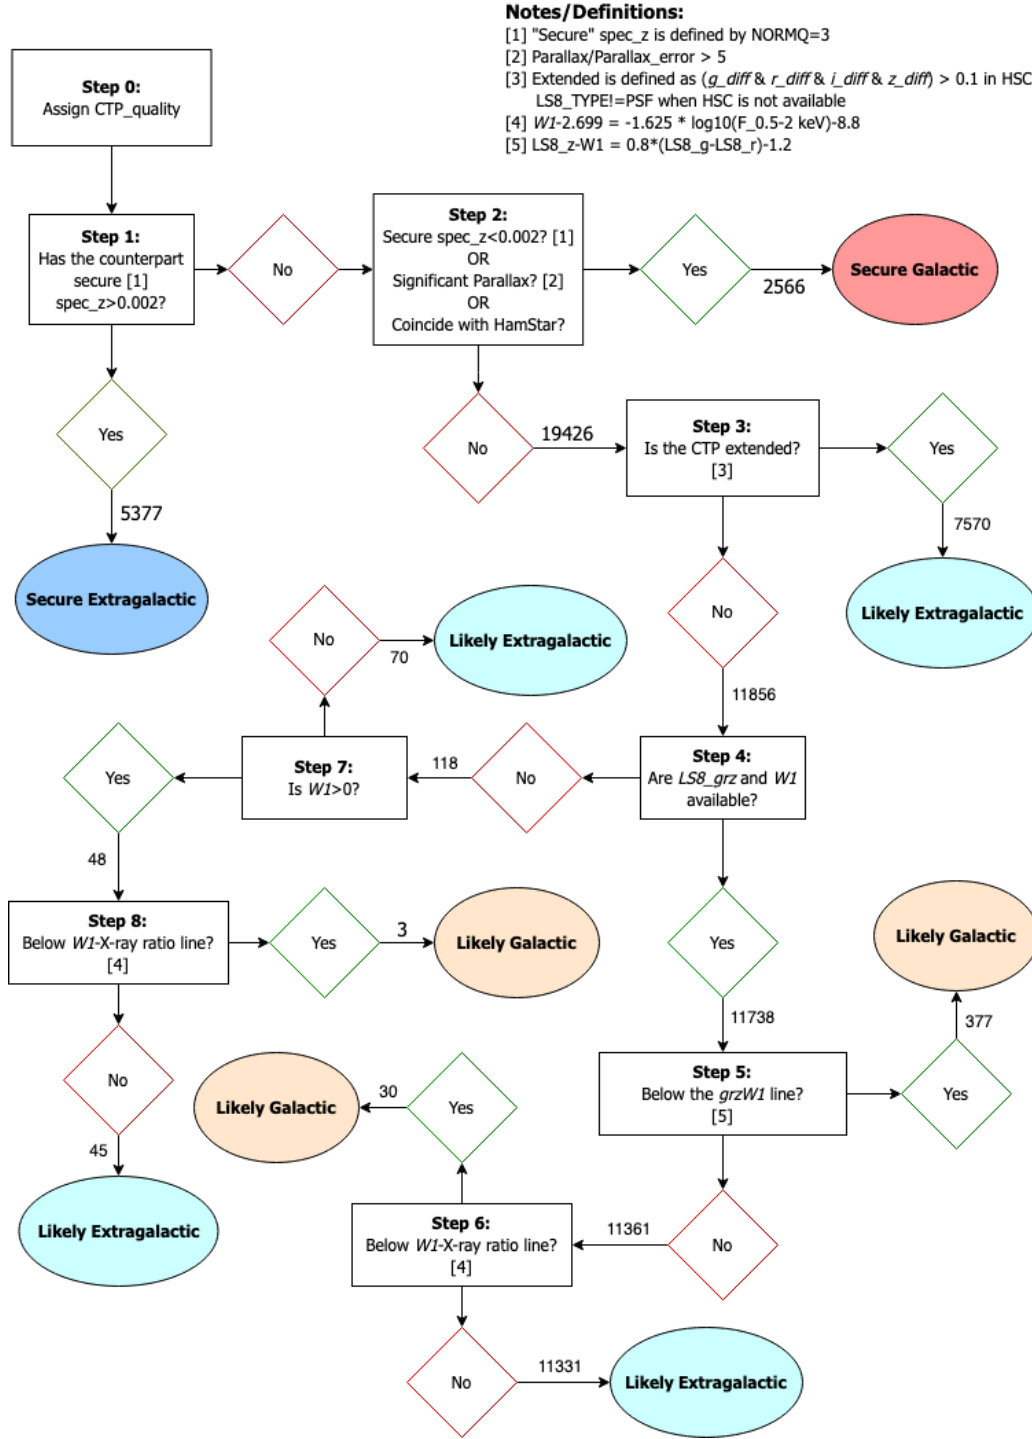 Notes/Definitions:
[1] "Secure" spec_z is defined by NORMQ=3
[2] Parallax/Parallax_error > 5
[3] Extended is defined as (g_diff & r_diff & i_diff & z_diff) > 0.1 in HSC
LS8_TYPE!=PSF when HSC is not available
[4] W1-2.699 = -1.625 * log10(F_0.5-2 keV)-8.8
[5] LS8_z-W1 = 0.8*(LS8_g-LS8_r)-1.2
Step 0:
Assign CTP_quality
Step 1:
Has the counterpart
secure [1]
spec_z>0.002?
No
Step 2:
Secure spec_z<0.002? [1]
OR
Significant Parallax? [2]
OR
Coincide with HamStar?
Yes
2566
Secure Galactic
Yes
5377
Secure Extragalactic
No
19426
Step 3:
Is the CTP extended?
[3]
Yes
7570
Likely Extragalactic
No
11856
No
70
Likely Extragalactic
Yes
Step 7:
Is W1>0?
118
No
Step 4:
Are LS8_grz and W1
available?
48
Step 8:
Below W1-X-ray ratio line?
[4]
Yes
3
Likely Galactic
Yes
11738
Likely Galactic
377
No
45
Likely Extragalactic
Likely Galactic
30
Yes
Step 5:
Below the grzW1 line?
[5]
Yes
Step 6:
Below W1-X-ray ratio line?
[4]
11361
No
No
11331
Likely Extragalactic